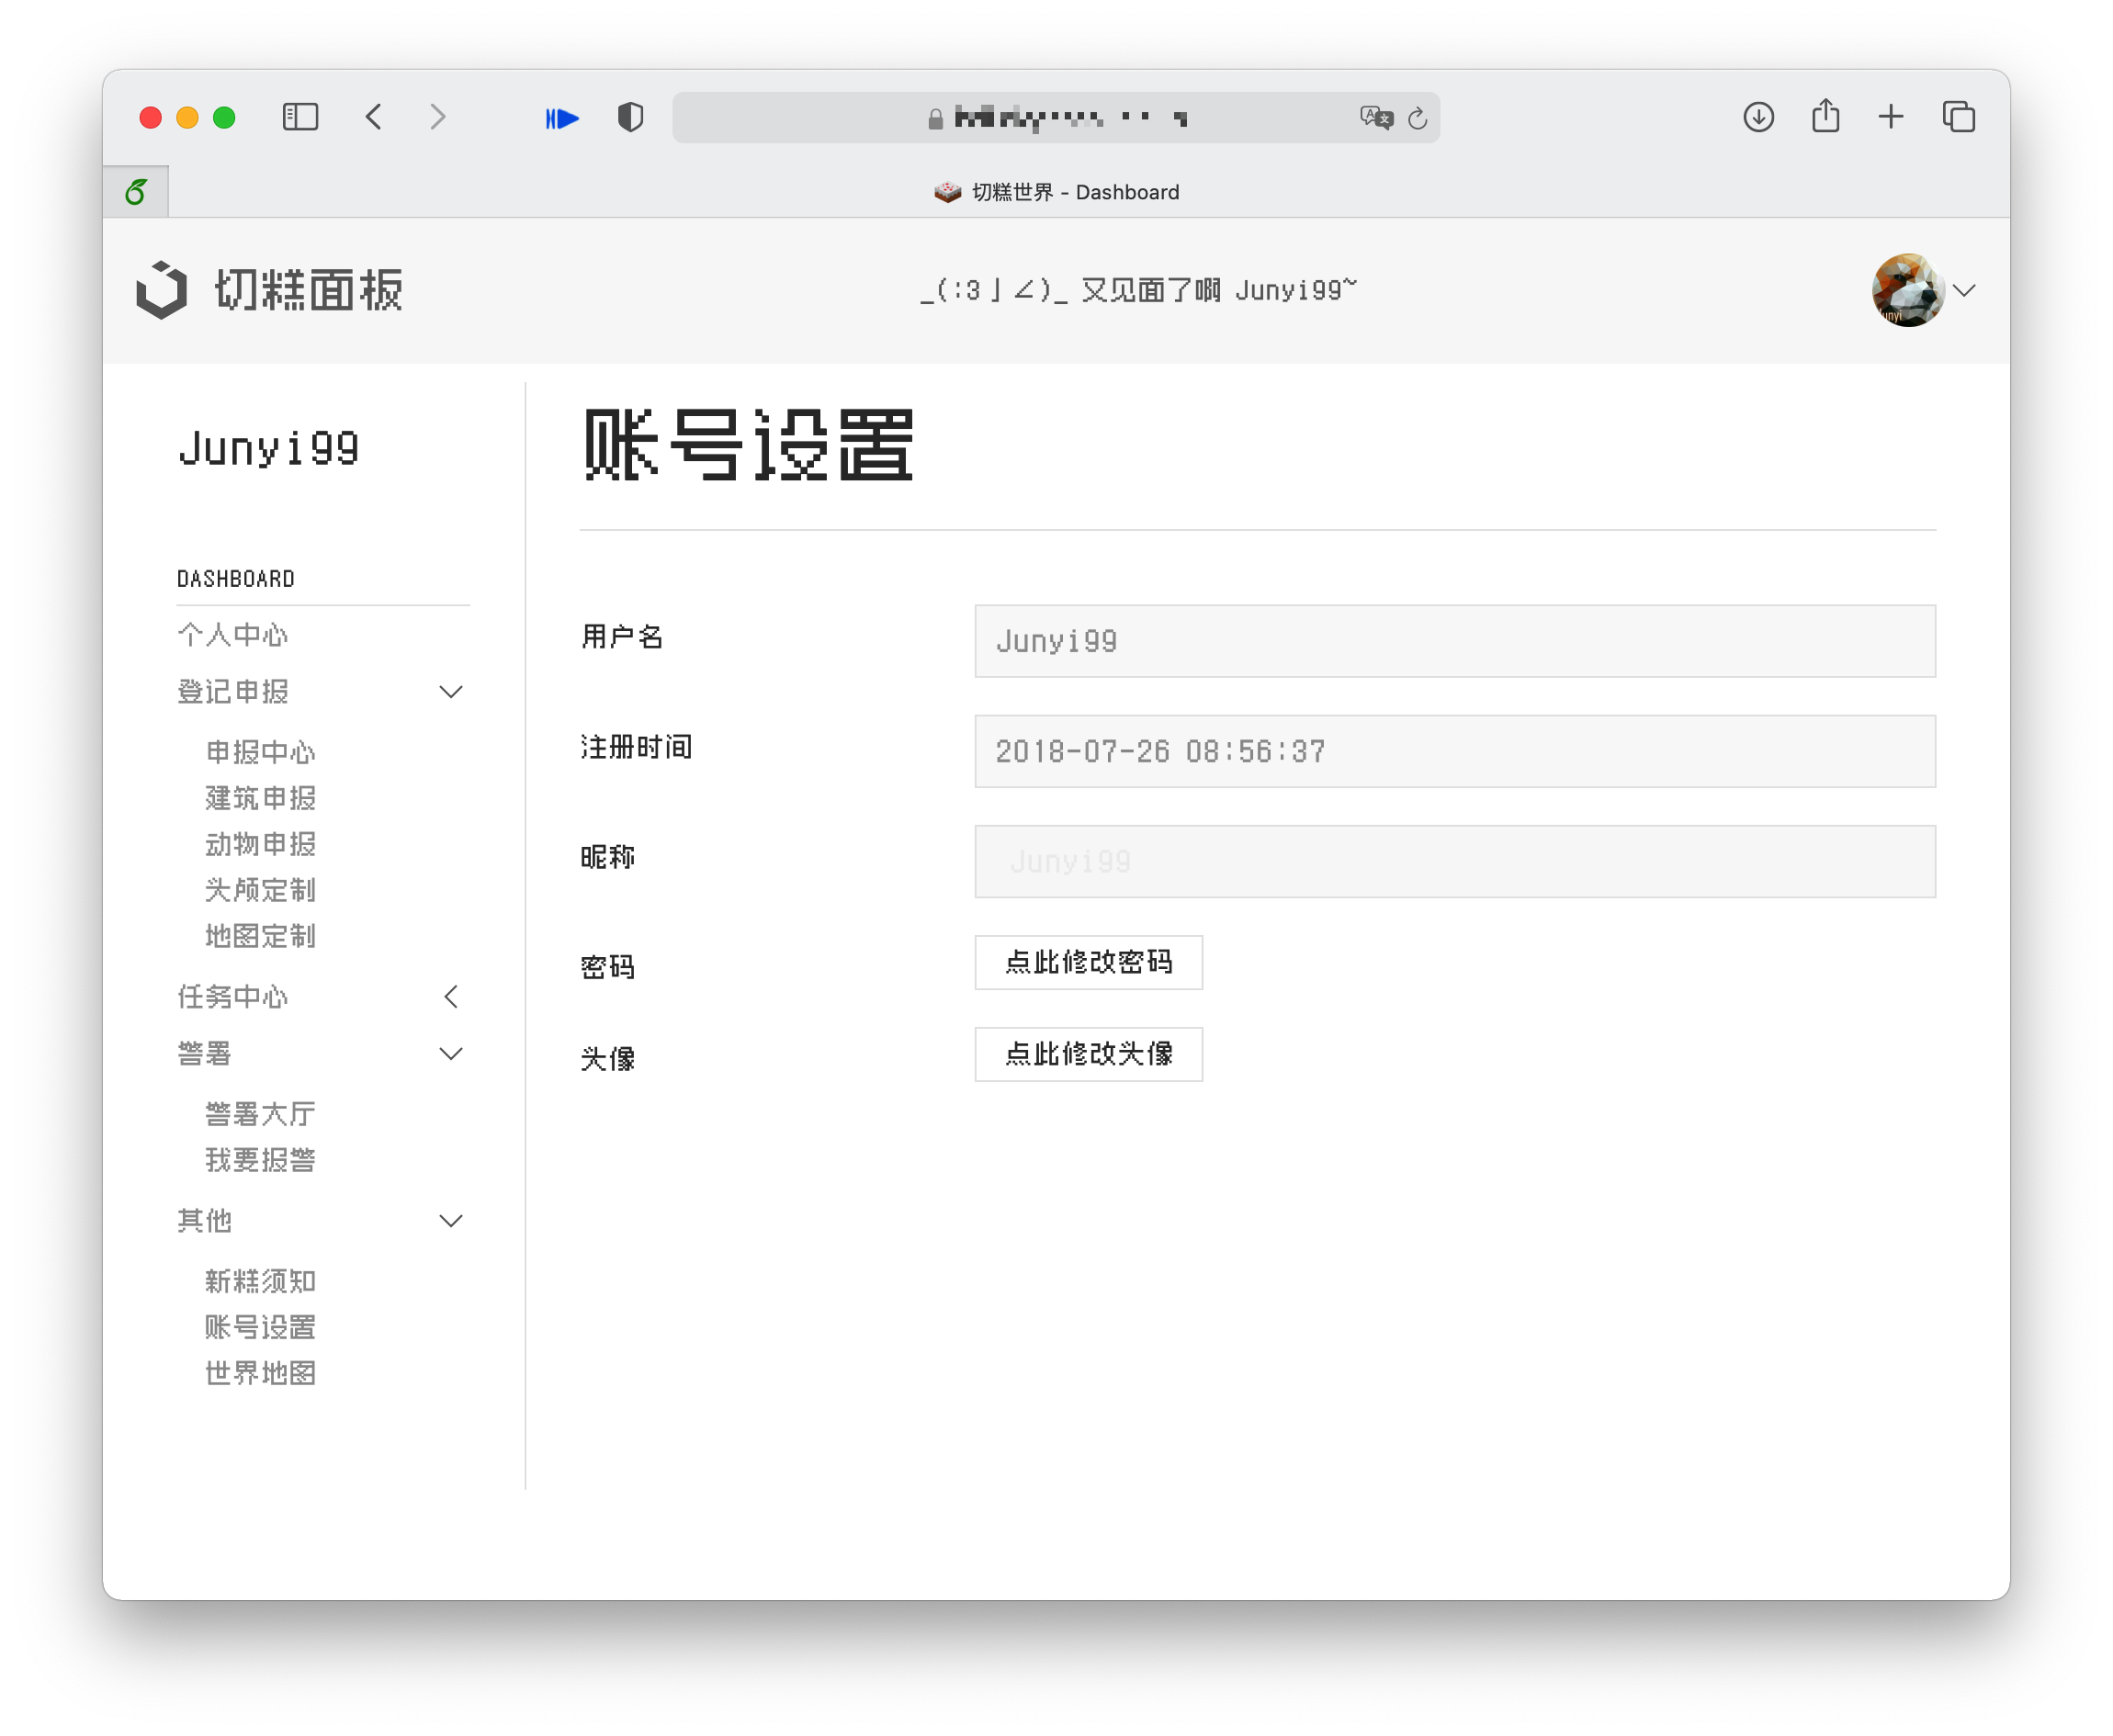 切糕世界 - Dashboard
切糕面板
_(:3」∠)_ 又见面了啊 Junyi99~
Junyi
Junyi99
DASHBOARD
个人中心
登记申报
申报中心
建筑申报
动物申报
头颅定制
地图定制
任务中心
警署
警署大厅
我要报警
其他
新糕须知
账号设置
世界地图
账号设置
用户名
Junyi99
注册时间
2018-07-26 08:56:37
昵称
Junyi99
密码
点此修改密码
头像
点此修改头像